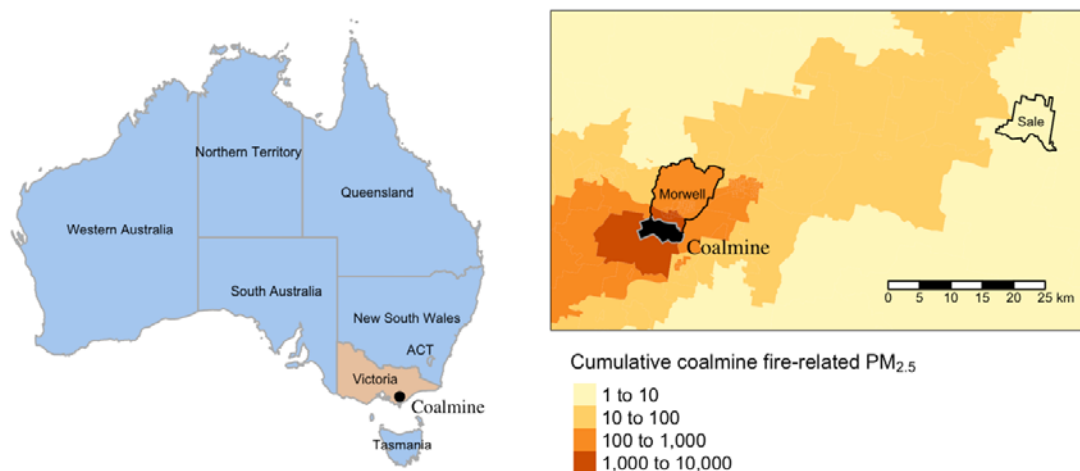 Northern Territory
Queensland
Western Australia
South Australia
New South Wales
ACT
Victoria
Coalmine
Tasmania
Sale
Morwell
Coalmine
0 5 10 15 20 25 km
Cumulative coalmine fire-related PM2.5
1 to 10
10 to 100
100 to 1,000
1,000 to 10,000